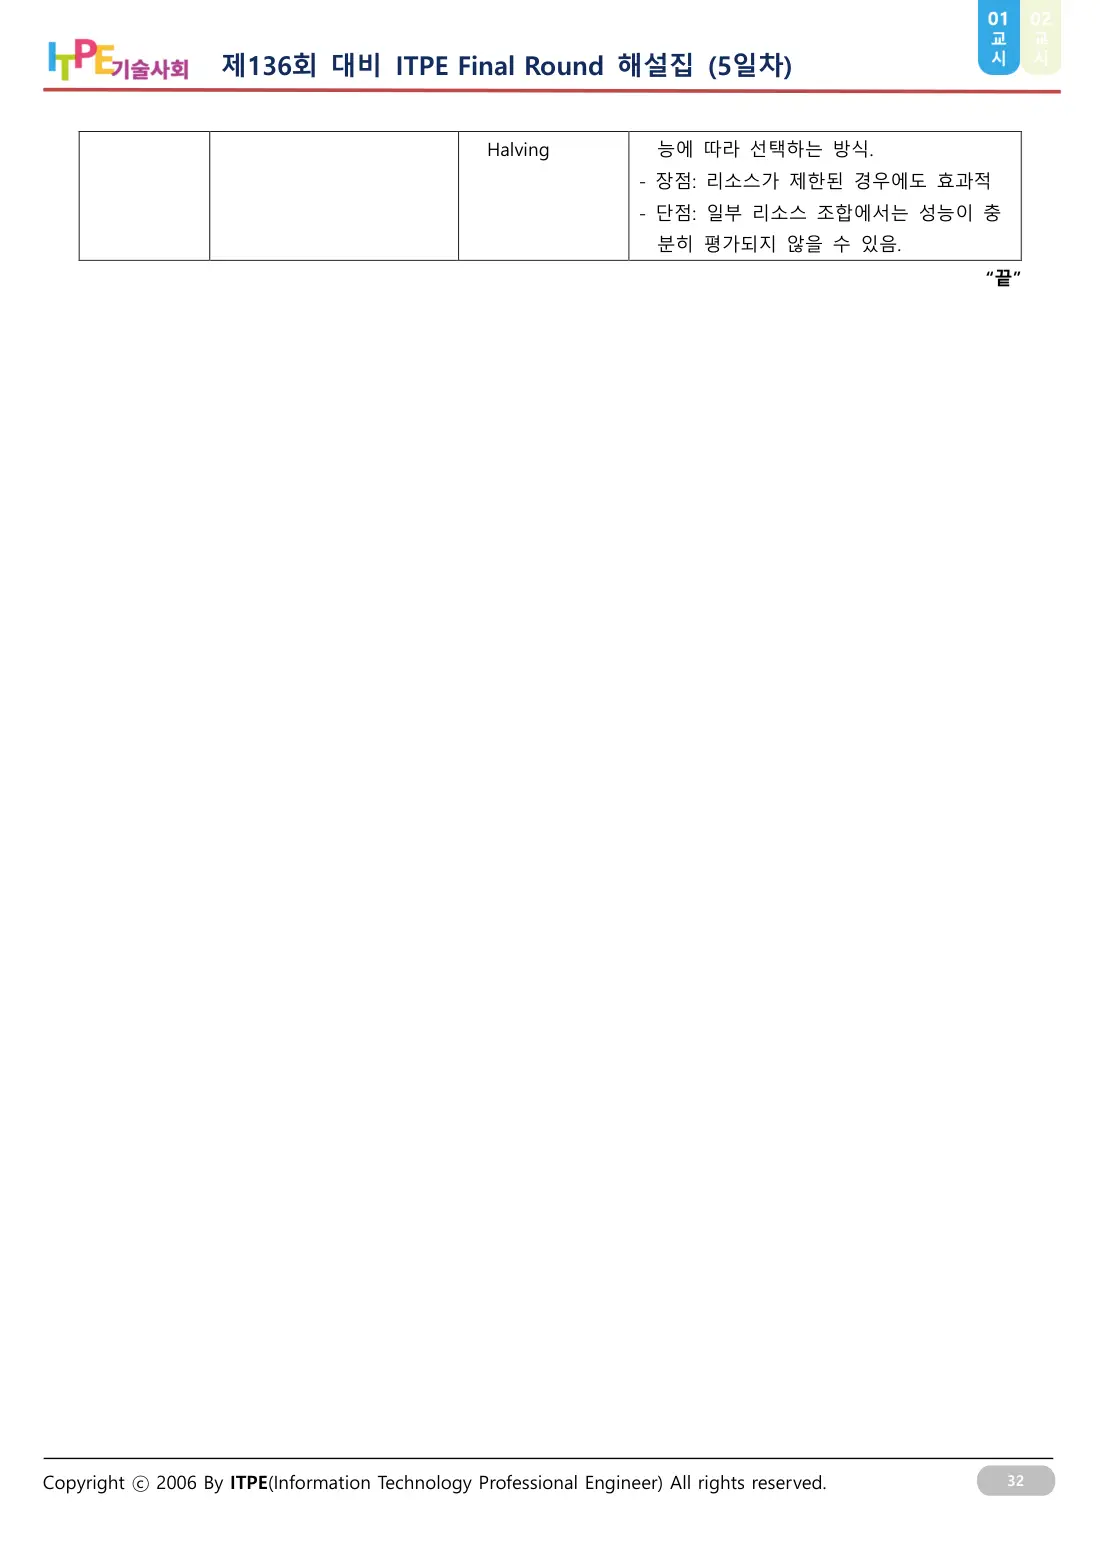 ITPE기술사회 제136회 대비 ITPE Final Round 해설집 (5일차)
01 교시
02 교시
Halving
능에 따라 선택하는 방식.
- 장점: 리소스가 제한된 경우에도 효과적
- 단점: 일부 리소스 조합에서는 성능이 충
분히 평가되지 않을 수 있음.
“끝”
Copyright ⓒ 2006 By ITPE(Information Technology Professional Engineer) All rights reserved.
32